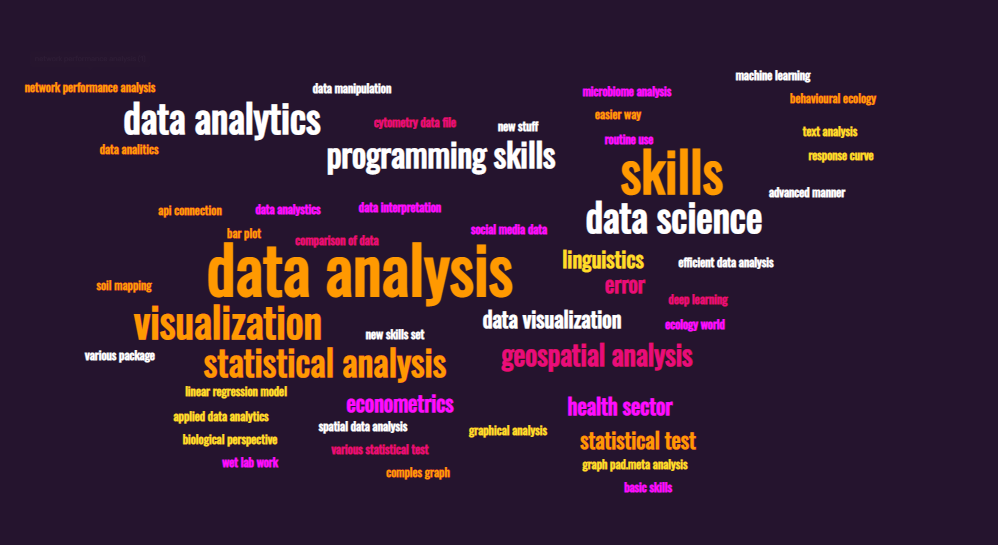 machine learning
network performance analysis
data manipulation
microbiome analysis
behavioural ecology
data analytics
cytometry data file
new stuff
easier way
text analysis
data analitics
programming skills
routine use
response curve
skills
advanced manner
api connection
data analystics
data interpretation
data science
bar plot
comparison of data
social media data
data analysis
linguistics
efficient data analysis
soil mapping
error
deep learning
visualization
new skills set
data visualization
ecology world
various package
statistical analysis
geospatial analysis
linear regression model
econometrics
health sector
applied data analytics
spatial data analysis
graphical analysis
biological perspective
various statistical test
statistical test
wet lab work
comples graph
graph pad.meta analysis
basic skills